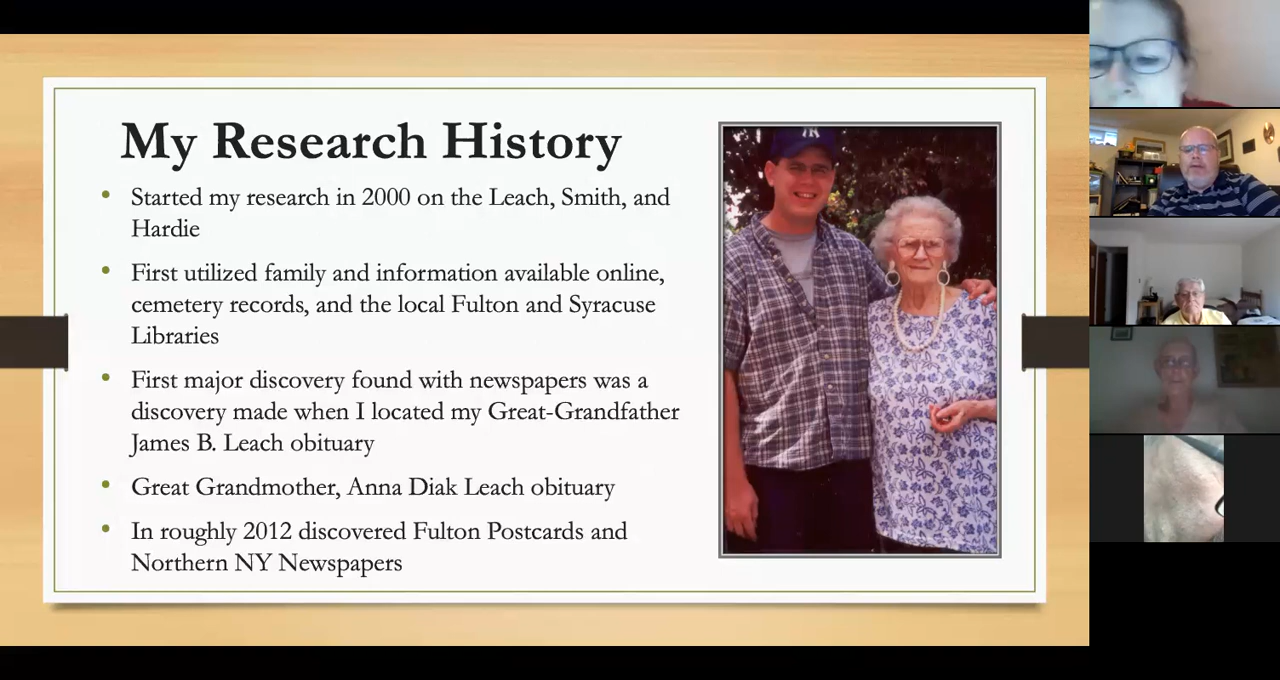 My Research History
• Started my research in 2000 on the Leach, Smith, and
Hardie
• First utilized family and information available online,
cemetery records, and the local Fulton and Syracuse
Libraries
• First major discovery found with newspapers was a
discovery made when I located my Great-Grandfather
James B. Leach obituary
• Great Grandmother, Anna Diak Leach obituary
• In roughly 2012 discovered Fulton Postcards and
Northern NY Newspapers